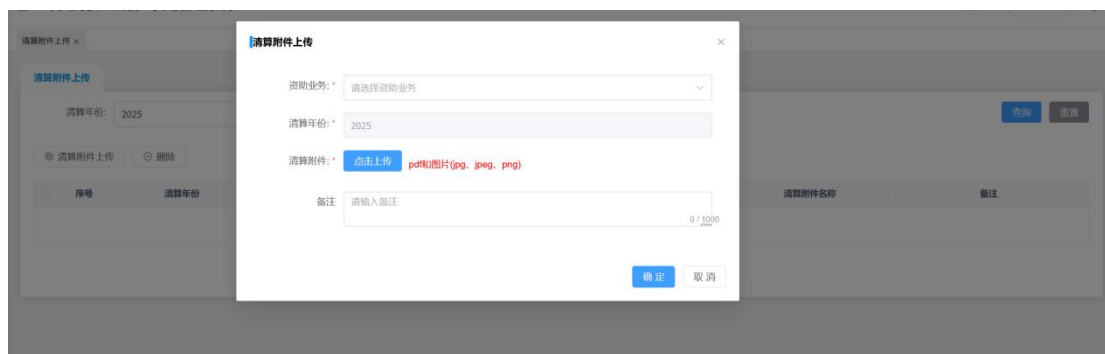 清算附件上传 ×
清算附件上传
清算年份: 2025
查询 重置
清算附件上传 删除
序号 清算年份 清算附件名称 备注
清算附件上传 ×
资助业务: * 请选择资助业务
清算年份: * 2025
清算附件: * 点击上传 pdf和图片(jpg、jpeg、png)
备注 请输入备注
0 / 1000
确 定 取 消